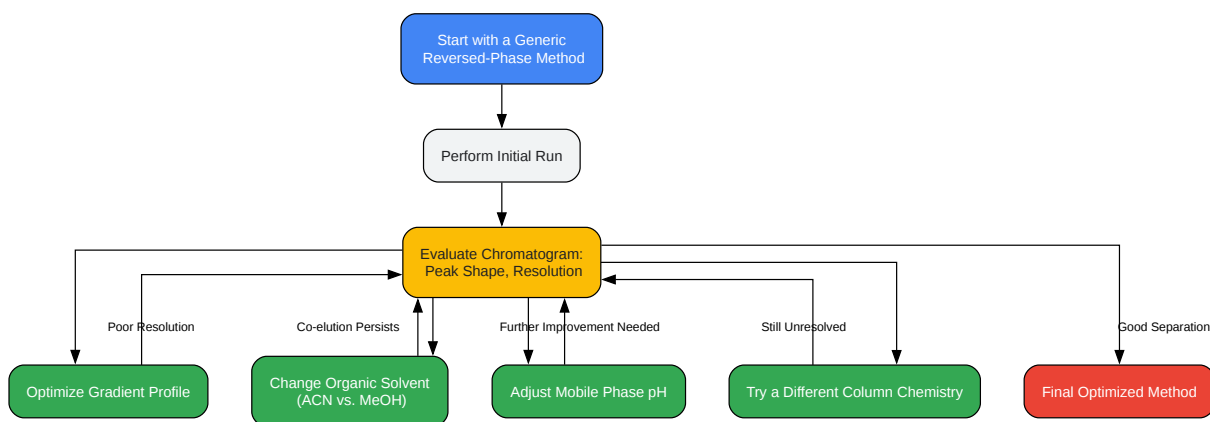 Start with a Generic
Reversed-Phase Method
Perform Initial Run
Evaluate Chromatogram:
Peak Shape, Resolution
Poor Resolution
Co-elution Persists
Further Improvement Needed
Still Unresolved
Good Separation
Optimize Gradient Profile
Change Organic Solvent
(ACN vs. MeOH)
Adjust Mobile Phase pH
Try a Different Column Chemistry
Final Optimized Method